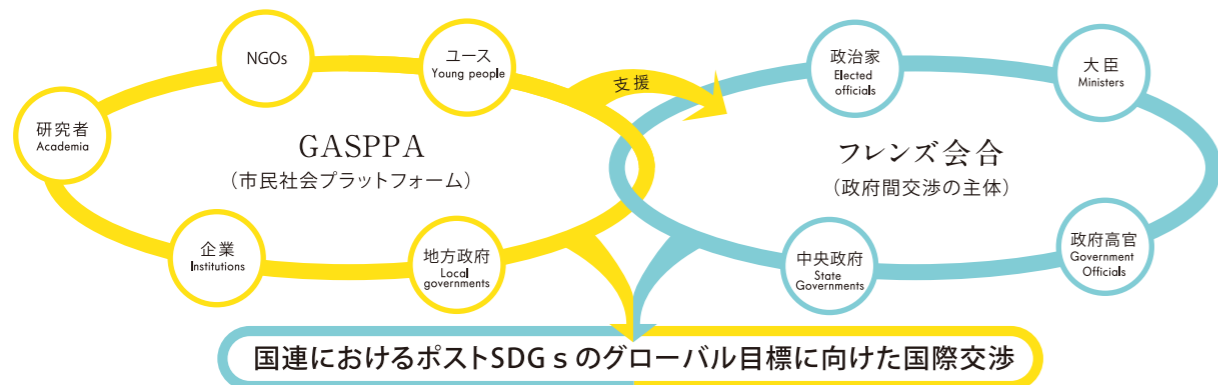 NGOs
ユース
Young people
研究者
Academia
GASPPA
（市民社会プラットフォーム）
企業
Institutions
地方政府
Local
governments
支援
政治家
Elected
officials
大臣
Ministers
フレンズ会合
（政府間交渉の主体）
中央政府
State
Governments
政府高官
Government
Officials
国連におけるポストSDGｓのグローバル目標に向けた国際交渉